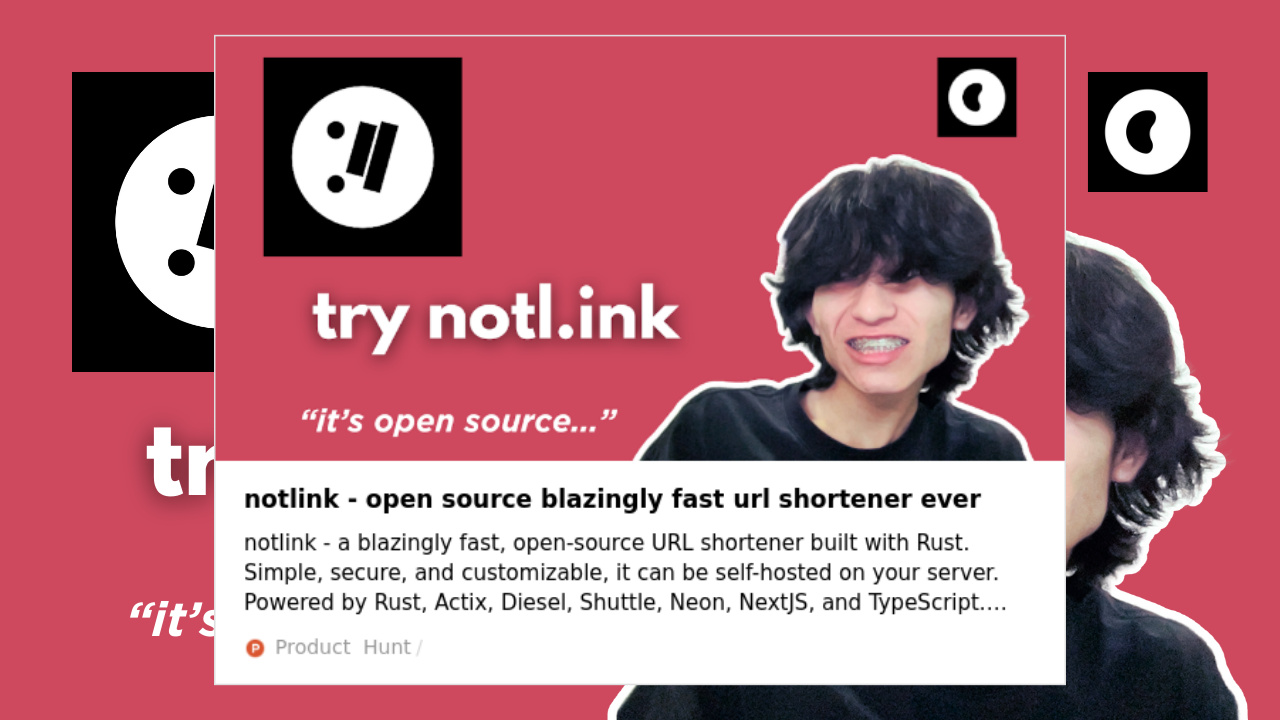 try notl.ink
“it’s open source...”
notlink - open source blazingly fast url shortener ever
notlink - a blazingly fast, open-source URL shortener built with Rust.
Simple, secure, and customizable, it can be self-hosted on your server.
Powered by Rust, Actix, Diesel, Shuttle, Neon, NextJS, and TypeScript....
P Product Hunt /
tr
“it’s